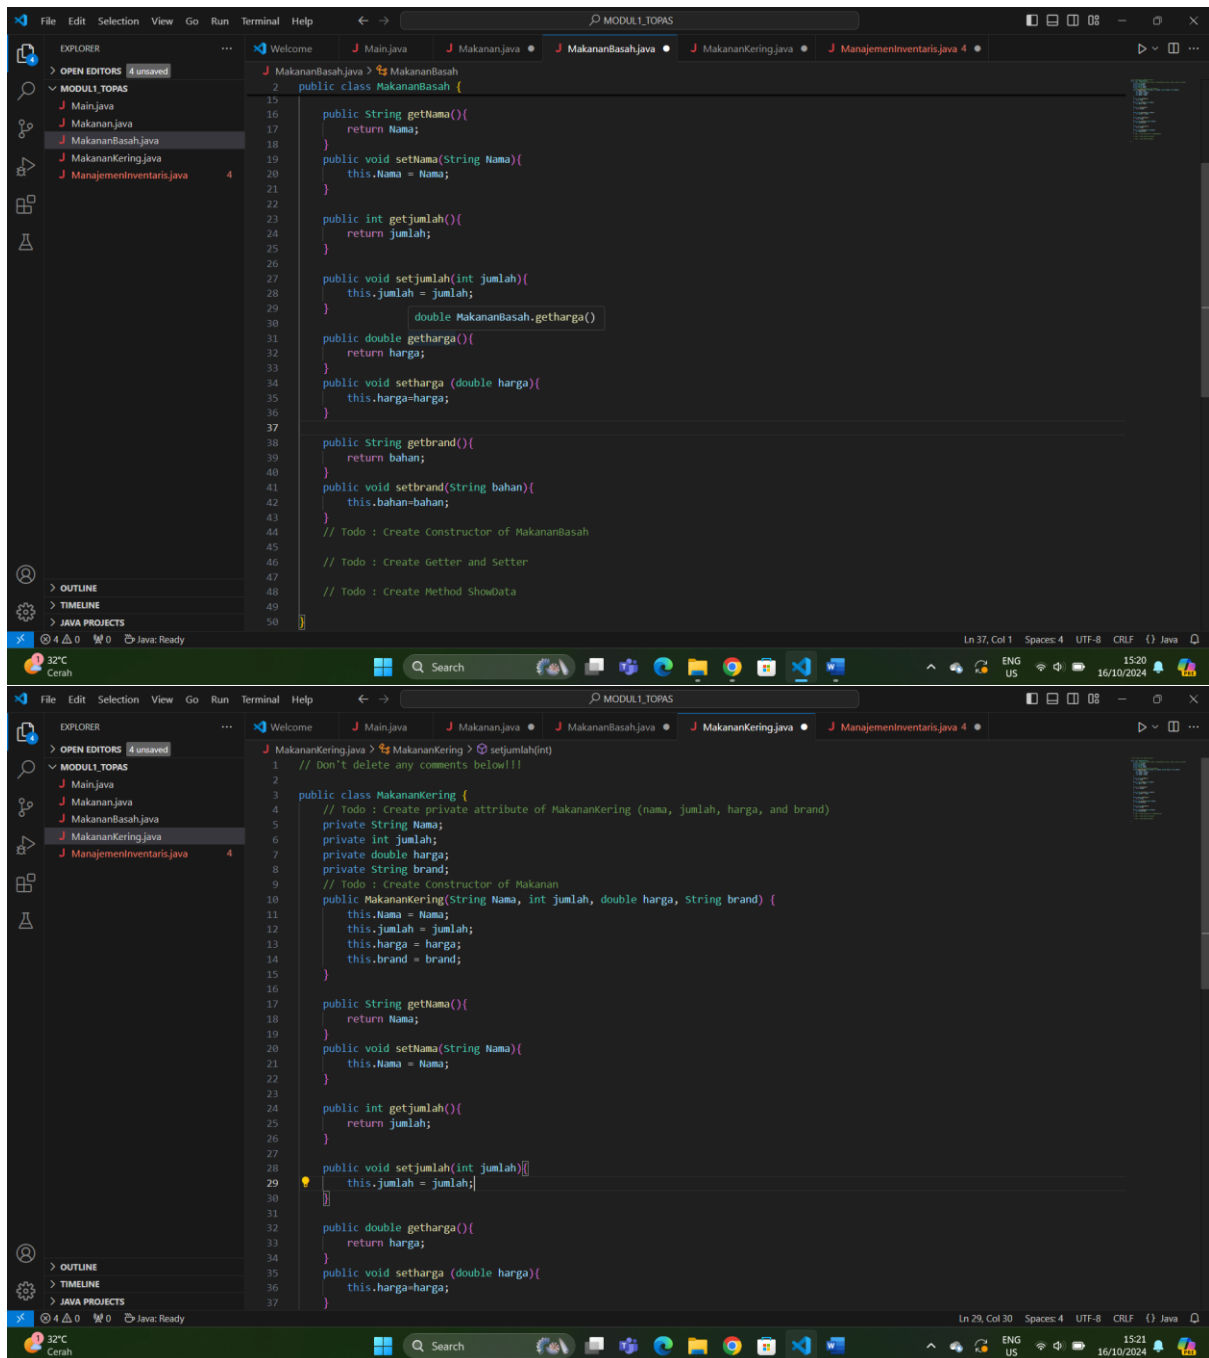 File Edit Selection View Go Run Terminal Help
MODUL1_TOPAS
EXPLORER
Welcome
Main.java
Makanan.java
MakananBasah.java
MakananKering.java
ManajemenInventaris.java 4
OPEN EDITORS 4 unsaved
MODUL1_TOPAS
Main.java
Makanan.java
MakananBasah.java
MakananKering.java
ManajemenInventaris.java 4
OUTLINE
TIMELINE
JAVA PROJECTS
MakananBasah.java > MakananBasah
2 public class MakananBasah {
15
16 public String getNama(){
17 return Nama;
18 }
19 public void setNama(String Nama){
20 this.Nama = Nama;
21 }
22
23 public int getjumlah(){
24 return jumlah;
25 }
26
27 public void setjumlah(int jumlah){
28 this.jumlah = jumlah;
29 }
double MakananBasah.getharga()
30
31 public double getharga(){
32 return harga;
33 }
34 public void setharga (double harga){
35 this.harga=harga;
36 }
37
38 public String getbrand(){
39 return bahan;
40 }
41 public void setbrand(String bahan){
42 this.bahan=bahan;
43 }
44 // Todo : Create Constructor of MakananBasah
45
46 // Todo : Create Getter and Setter
47
48 // Todo : Create Method ShowData
49
50 }
4 0 0 Java: Ready
Ln 37, Col 1 Spaces: 4 UTF-8 CRLF {} Java
1
32°C
Cerah
Search
ENG
US
15:20
16/10/2024
File Edit Selection View Go Run Terminal Help
MODUL1_TOPAS
EXPLORER
Welcome
Main.java
Makanan.java
MakananBasah.java
MakananKering.java
ManajemenInventaris.java 4
OPEN EDITORS 4 unsaved
MODUL1_TOPAS
Main.java
Makanan.java
MakananBasah.java
MakananKering.java
ManajemenInventaris.java 4
OUTLINE
TIMELINE
JAVA PROJECTS
MakananKering.java > MakananKering > setjumlah(int)
1 // Don't delete any comments below!!!
2
3 public class MakananKering {
4 // Todo : Create private attribute of MakananKering (nama, jumlah, harga, and brand)
5 private String Nama;
6 private int jumlah;
7 private double harga;
8 private String brand;
9 // Todo : Create Constructor of Makanan
10 public MakananKering(String Nama, int jumlah, double harga, String brand) {
11 this.Nama = Nama;
12 this.jumlah = jumlah;
13 this.harga = harga;
14 this.brand = brand;
15 }
16
17 public String getNama(){
18 return Nama;
19 }
20 public void setNama(String Nama){
21 this.Nama = Nama;
22 }
23
24 public int getjumlah(){
25 return jumlah;
26 }
27
28 public void setjumlah(int jumlah){
29 this.jumlah = jumlah;
30 }
31
32 public double getharga(){
33 return harga;
34 }
35 public void setharga (double harga){
36 this.harga=harga;
37 }
4 0 0 Java: Ready
Ln 29, Col 30 Spaces: 4 UTF-8 CRLF {} Java
1
32°C
Cerah
Search
ENG
US
15:21
16/10/2024